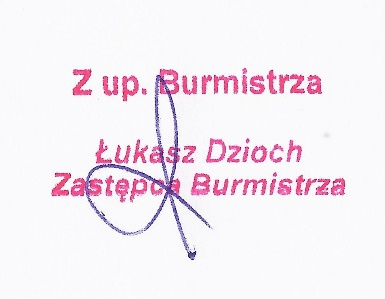 Z up. Burmistrza
Łukasz Dzioch
Zastępca Burmistrza